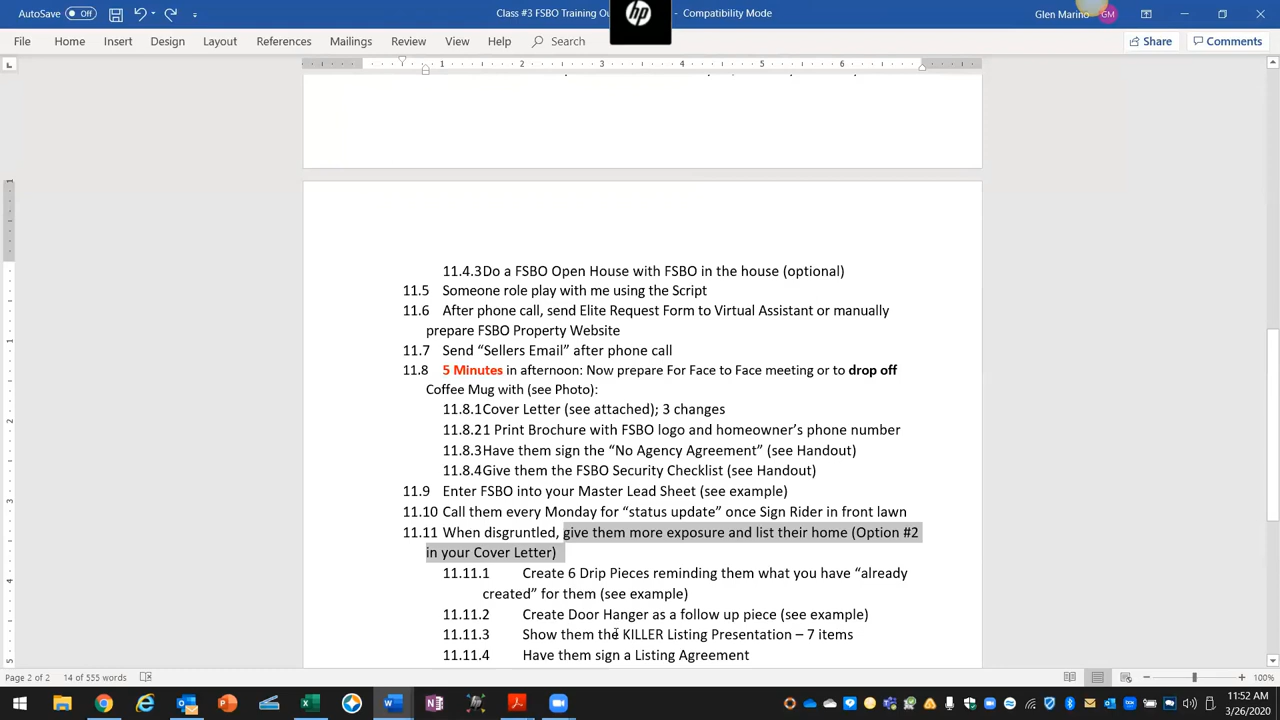 AutoSave Off
Class #3 FSBO Training Ou
- Compatibility Mode
Glen Marino GM
File Home Insert Draw Design Layout References Mailings Review View Help Search Share Comments
11.4.3Do a FSBO Open House with FSBO in the house (optional)
11.5 Someone role play with me using the Script
11.6 After phone call, send Elite Request Form to Virtual Assistant or manually
prepare FSBO Property Website
11.7 Send “Sellers Email” after phone call
11.8 5 Minutes in afternoon: Now prepare For Face to Face meeting or to drop off
Coffee Mug with (see Photo):
11.8.1Cover Letter (see attached); 3 changes
11.8.21 Print Brochure with FSBO logo and homeowner’s phone number
11.8.3Have them sign the “No Agency Agreement” (see Handout)
11.8.4Give them the FSBO Security Checklist (see Handout)
11.9 Enter FSBO into your Master Lead Sheet (see example)
11.10 Call them every Monday for “status update” once Sign Rider in front lawn
11.11 When disgruntled, give them more exposure and list their home (Option #2
in your Cover Letter)
11.11.1 Create 6 Drip Pieces reminding them what you have “already
created” for them (see example)
11.11.2 Create Door Hanger as a follow up piece (see example)
11.11.3 Show them the KILLER Listing Presentation – 7 items
11.11.4 Have them sign a Listing Agreement
Page 2 of 2 14 of 555 words 100%
11:52 AM
3/26/2020